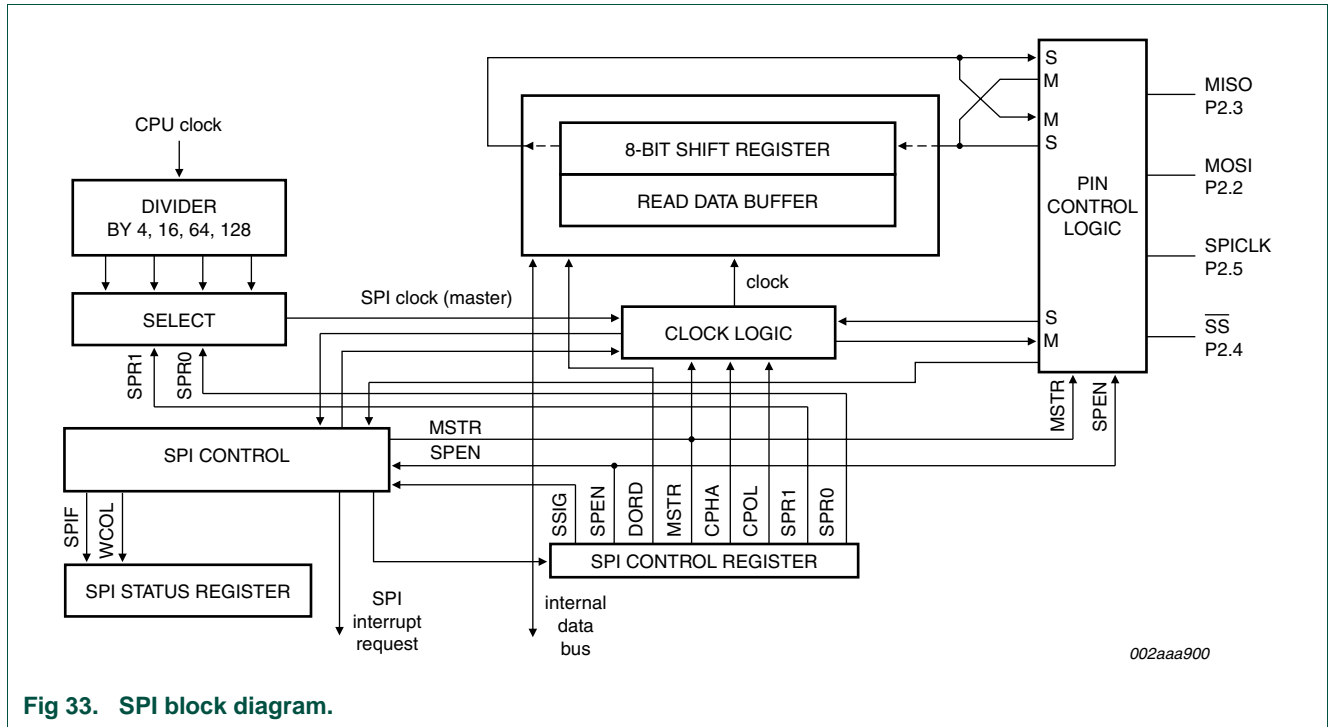 CPU clock
DIVIDER
BY 4, 16, 64, 128
SELECT
SPR1
SPR0
SPI clock (master)
8-BIT SHIFT REGISTER
READ DATA BUFFER
clock
CLOCK LOGIC
S
M
M
S
PIN
CONTROL
LOGIC
S
M
MISO
P2.3
MOSI
P2.2
SPICLK
P2.5
SS
P2.4
MSTR
SPEN
SPI CONTROL
MSTR
SPEN
SPIF
WCOL
SPI STATUS REGISTER
SPI
interrupt
request
SSIG
SPEN
DORD
MSTR
CPHA
CPOL
SPR1
SPR0
SPI CONTROL REGISTER
internal
data
bus
002aaa900
Fig 33. SPI block diagram.